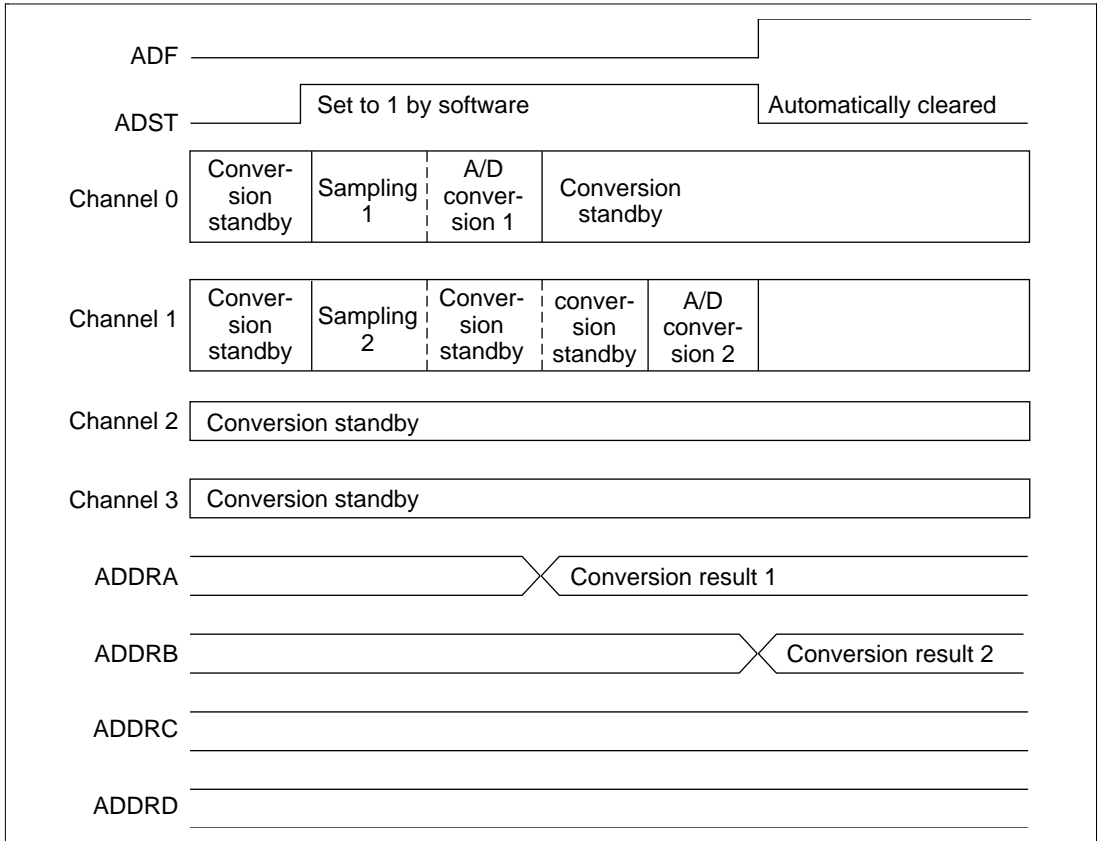 ADF
ADST
Set to 1 by software
Automatically cleared
Channel 0
Conver-
sion
standby
Sampling
1
A/D
conver-
sion 1
Conversion
standby
Channel 1
Conver-
sion
standby
Sampling
2
Conver-
sion
standby
conver-
sion
standby
A/D
conver-
sion 2
Channel 2
Conversion standby
Channel 3
Conversion standby
ADDRA
Conversion result 1
ADDRB
Conversion result 2
ADDRC
ADDRD